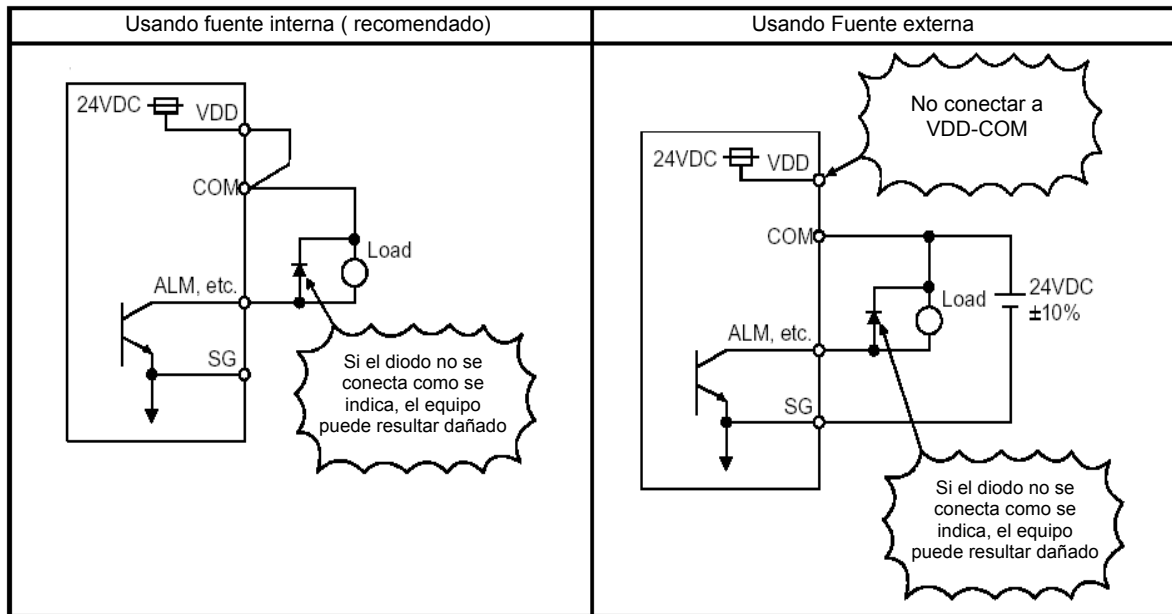 Usando fuente interna ( recomendado)
24VDC
VDD
COM
Load
ALM, etc.
SG
Si el diodo no se
conecta como se
indica, el equipo
puede resultar dañado
Usando Fuente externa
No conectar a
VDD-COM
24VDC
VDD
COM
Load
24VDC
±10%
ALM, etc.
SG
Si el diodo no se
conecta como se
indica, el equipo
puede resultar dañado